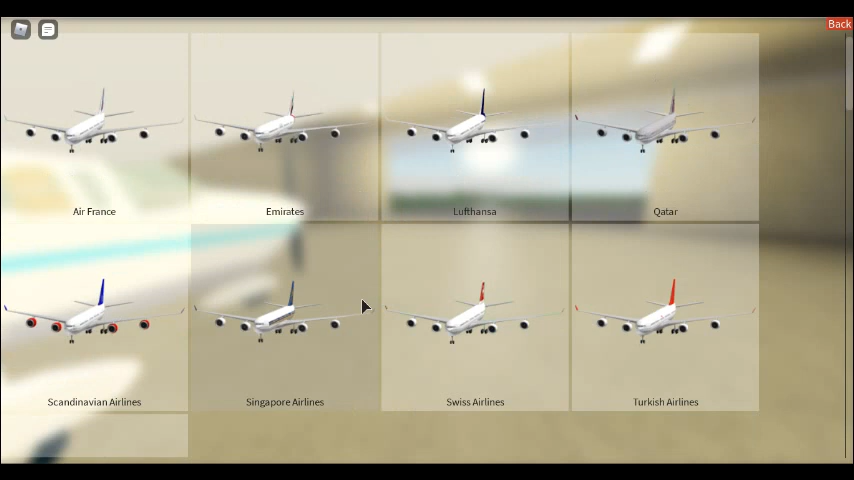 Back
Air France
Emirates
Lufthansa
Qatar
Scandinavian Airlines
Singapore Airlines
Swiss Airlines
Turkish Airlines